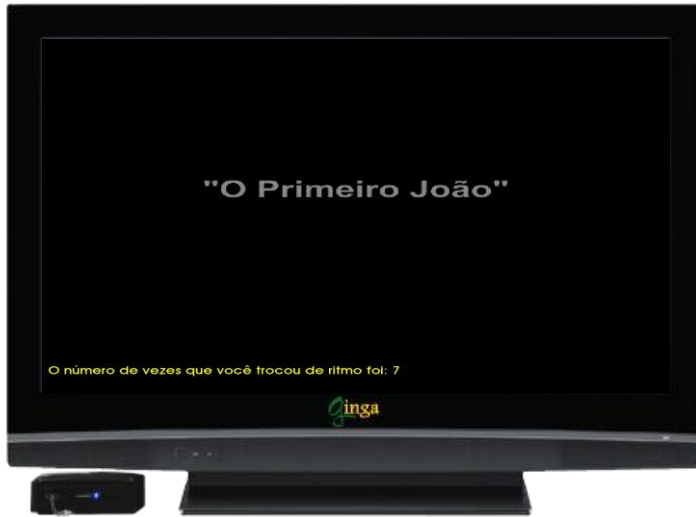 "O Primeiro João"
O número de vezes que você trocou de ritmo foi: 7
Ginga